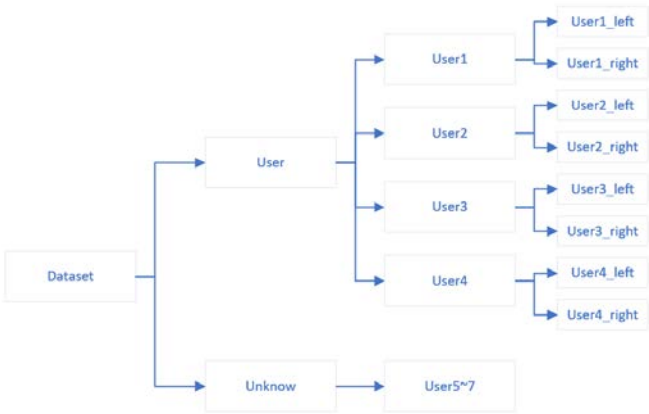 User1_left
User1
User1_right
User2_left
User2
User2_right
User
User3_left
User3
User3_right
Dataset
User4_left
User4
User4_right
Unknow
User5~7